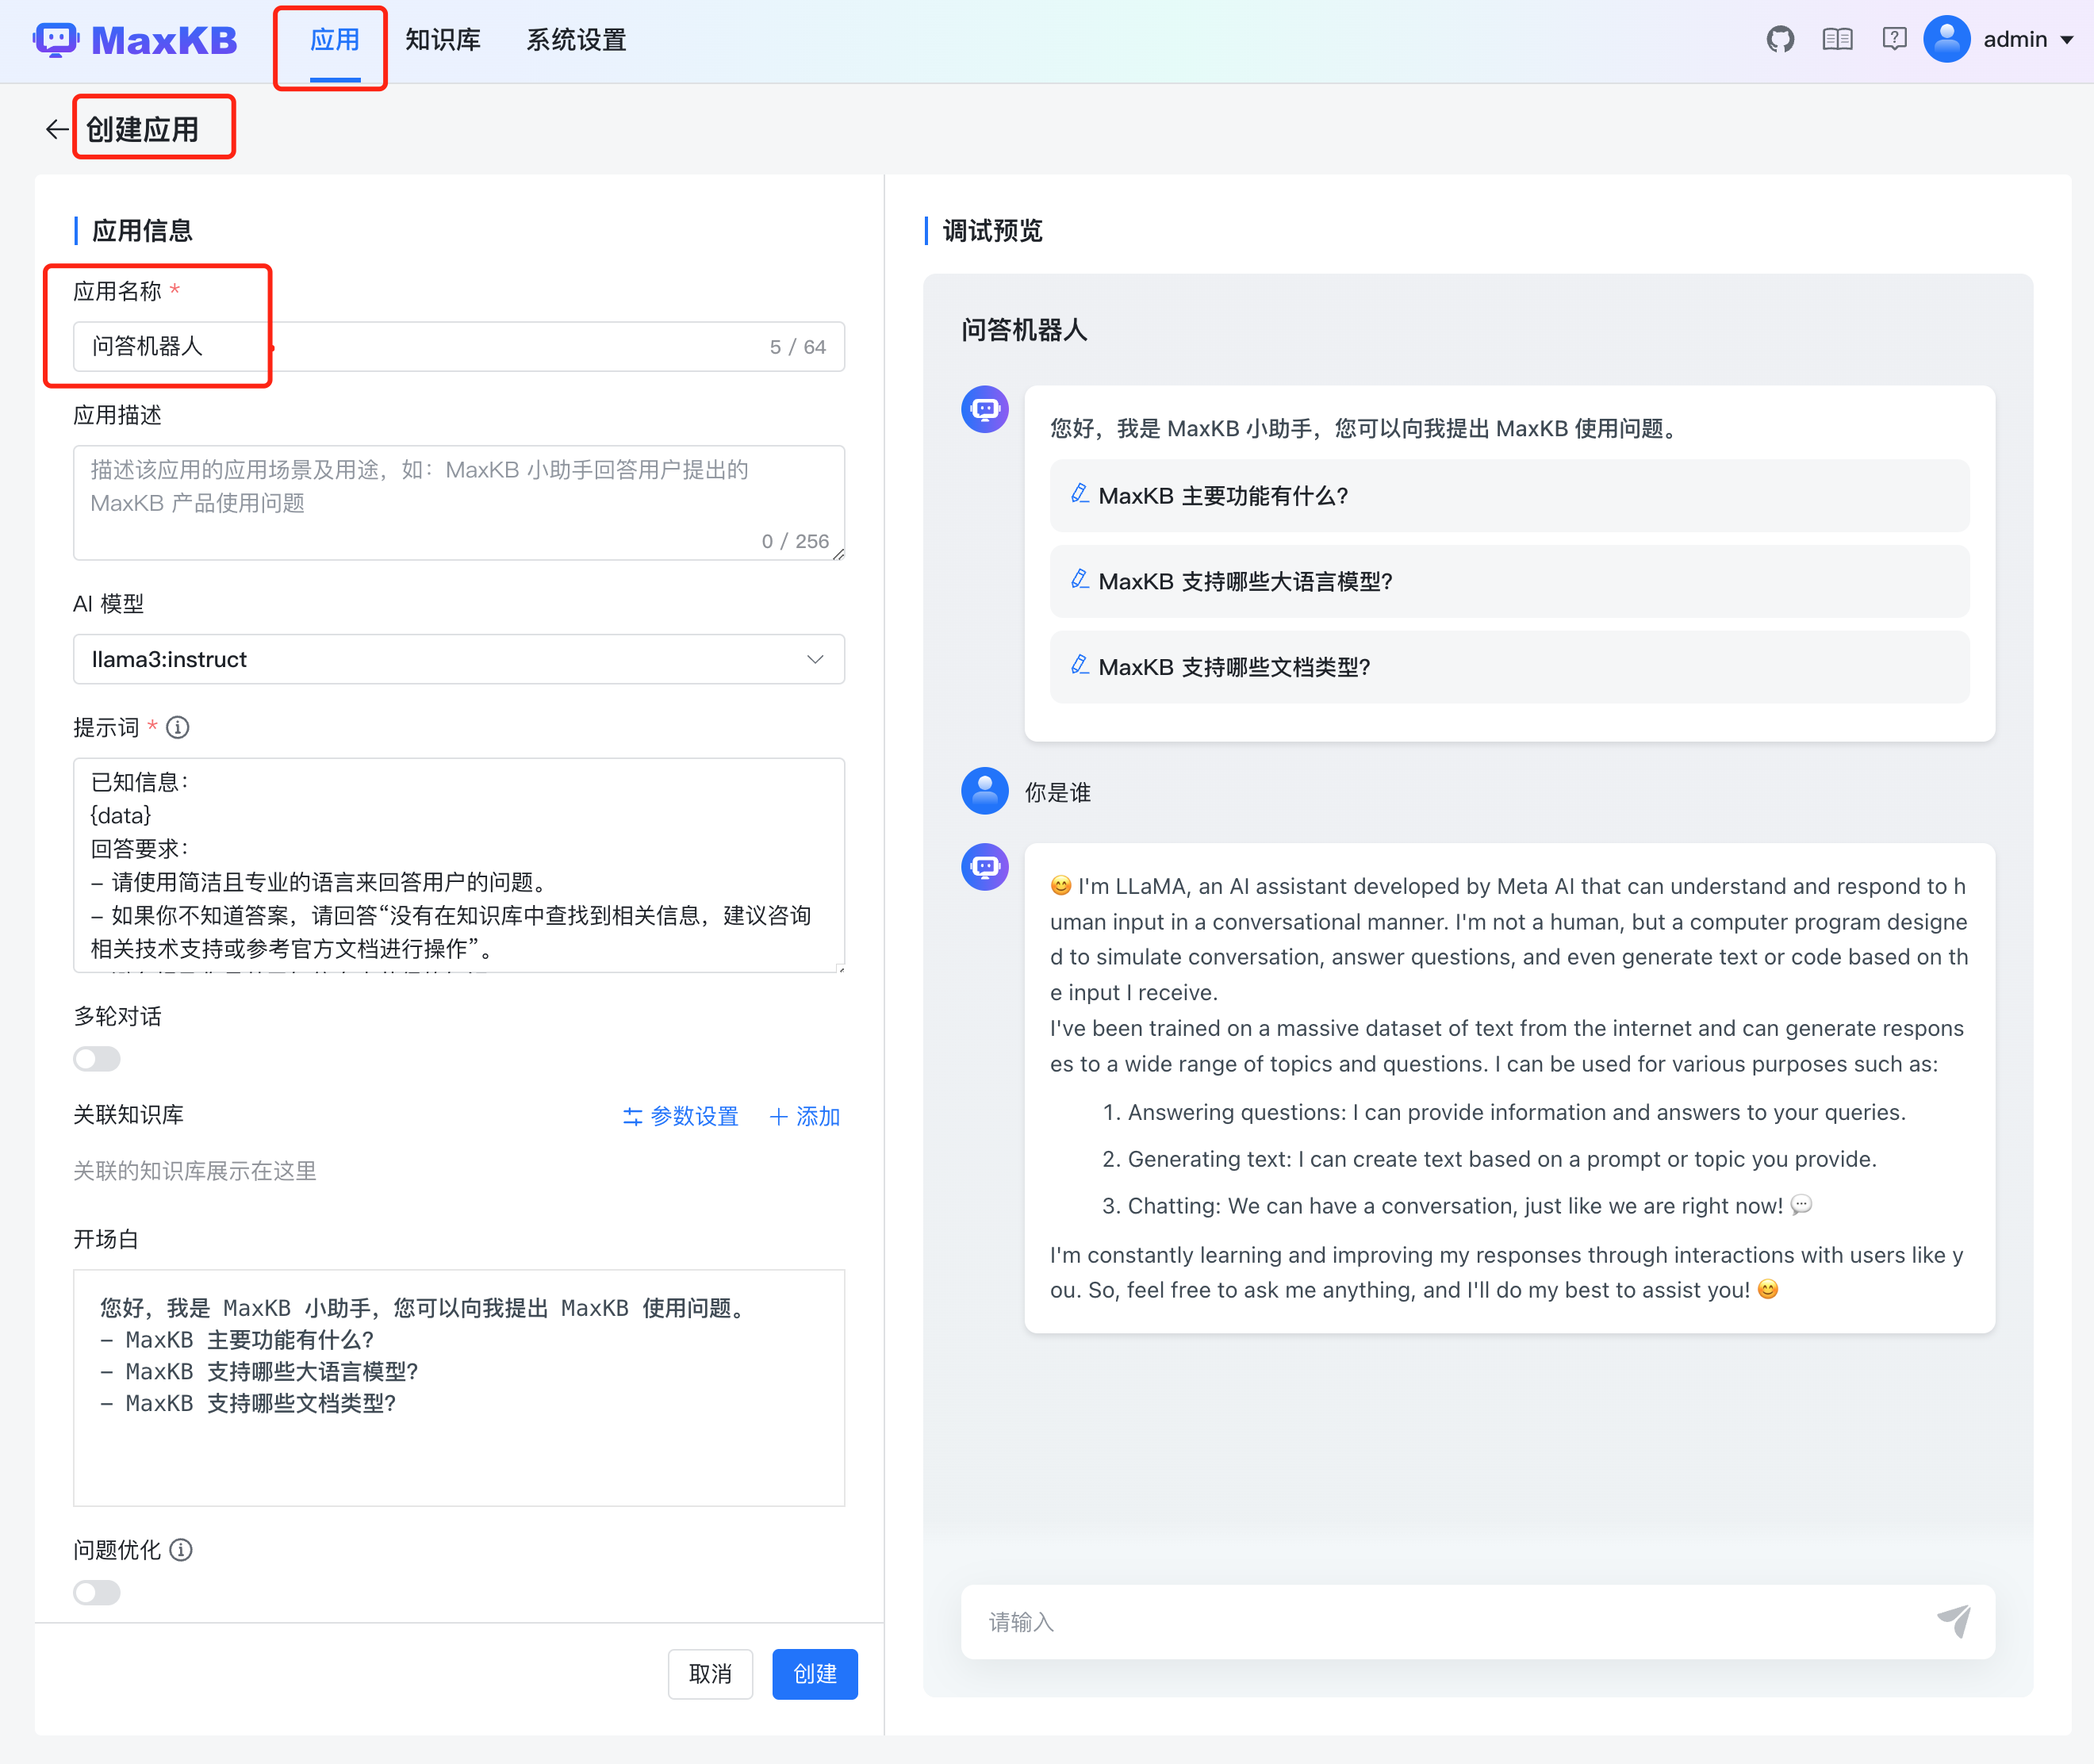 MaxKB
应用 知识库 系统设置
admin
创建应用
应用信息
应用名称 *
问答机器人
5 / 64
应用描述
描述该应用的应用场景及用途，如：MaxKB 小助手回答用户提出的
MaxKB 产品使用问题
0 / 256
AI 模型
llama3:instruct
提示词 *
已知信息：
{data}
回答要求：
- 请使用简洁且专业的语言来回答用户的问题。
- 如果你不知道答案，请回答“没有在知识库中查找到相关信息，建议咨询
相关技术支持或参考官方文档进行操作”。
多轮对话
关联知识库
参数设置
添加
关联的知识库展示在这里
开场白
您好，我是 MaxKB 小助手，您可以向我提出 MaxKB 使用问题。
- MaxKB 主要功能有什么？
- MaxKB 支持哪些大语言模型？
- MaxKB 支持哪些文档类型？
问题优化
取消
创建
调试预览
问答机器人
您好，我是 MaxKB 小助手，您可以向我提出 MaxKB 使用问题。
MaxKB 主要功能有什么？
MaxKB 支持哪些大语言模型？
MaxKB 支持哪些文档类型？
你是谁
😊 I'm LLaMA, an AI assistant developed by Meta AI that can understand and respond to h
uman input in a conversational manner. I'm not a human, but a computer program designe
d to simulate conversation, answer questions, and even generate text or code based on th
e input I receive.
I've been trained on a massive dataset of text from the internet and can generate respons
es to a wide range of topics and questions. I can be used for various purposes such as:
1. Answering questions: I can provide information and answers to your queries.
2. Generating text: I can create text based on a prompt or topic you provide.
3. Chatting: We can have a conversation, just like we are right now! 💬
I'm constantly learning and improving my responses through interactions with users like y
ou. So, feel free to ask me anything, and I'll do my best to assist you! 😊
请输入